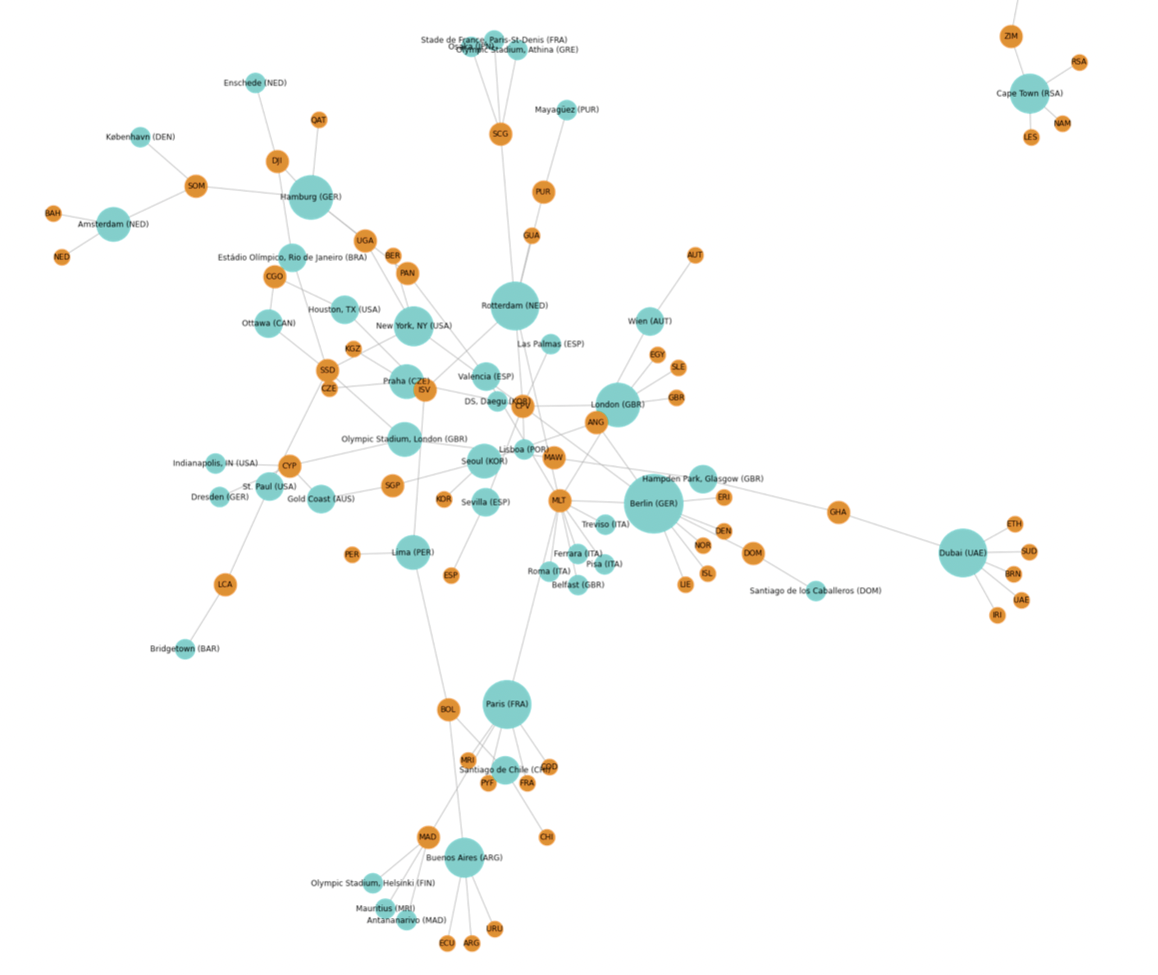 ZIM
Stade de France, Paris-St-Denis (FRA)
Olympic Stadium, Athina (GRE)
RSA
Enschede (NED)
Cape Town (RSA)
Mayagüez (PUR)
QAT
NAM
SCG
København (DEN)
LES
DJI
SOM
PUR
Hamburg (GER)
BAH
Amsterdam (NED)
GUA
UGA
NED
Estádio Olímpico, Rio de Janeiro (BRA)
BER
AUT
PAN
CGO
Rotterdam (NED)
Houston, TX (USA)
Ottawa (CAN)
New York, NY (USA)
Wien (AUT)
Las Palmas (ESP)
KGZ
EGY
SLE
SSD
Valencia (ESP)
Praha (CZE)
CZE
ISV
GBR
DS, Daegu (KOR)
CPV
London (GBR)
ANG
Olympic Stadium, London (GBR)
Lisboa (POR)
MAW
Indianapolis, IN (USA)
CYP
Seoul (KOR)
Hampden Park, Glasgow (GBR)
St. Paul (USA)
SGP
Dresden (GER)
Gold Coast (AUS)
KOR
Sevilla (ESP)
MLT
Berlin (GER)
ERI
GHA
Treviso (ITA)
ETH
DEN
NOR
PER
Lima (PER)
Ferrara (ITA)
DOM
Dubai (UAE)
SUD
Pisa (ITA)
Roma (ITA)
ESP
ISL
BRN
LCA
Belfast (GBR)
LIE
Santiago de los Caballeros (DOM)
UAE
IRI
Bridgetown (BAR)
Paris (FRA)
BOL
MRI
Santiago de Chile (CHI)
COD
PYF
FRA
MAD
CHI
Buenos Aires (ARG)
Olympic Stadium, Helsinki (FIN)
Mauritius (MRI)
Antananarivo (MAD)
URU
ECU
ARG